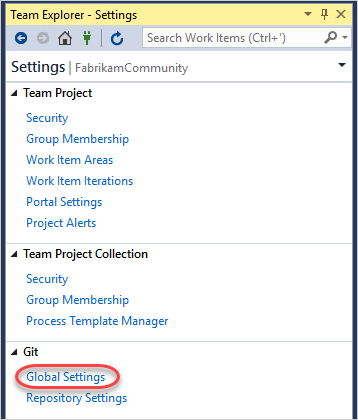 Team Explorer - Settings
Search Work Items (Ctrl+')
Settings | FabrikamCommunity
Team Project
Security
Group Membership
Work Item Areas
Work Item Iterations
Portal Settings
Project Alerts
Team Project Collection
Security
Group Membership
Process Template Manager
Git
Global Settings
Repository Settings